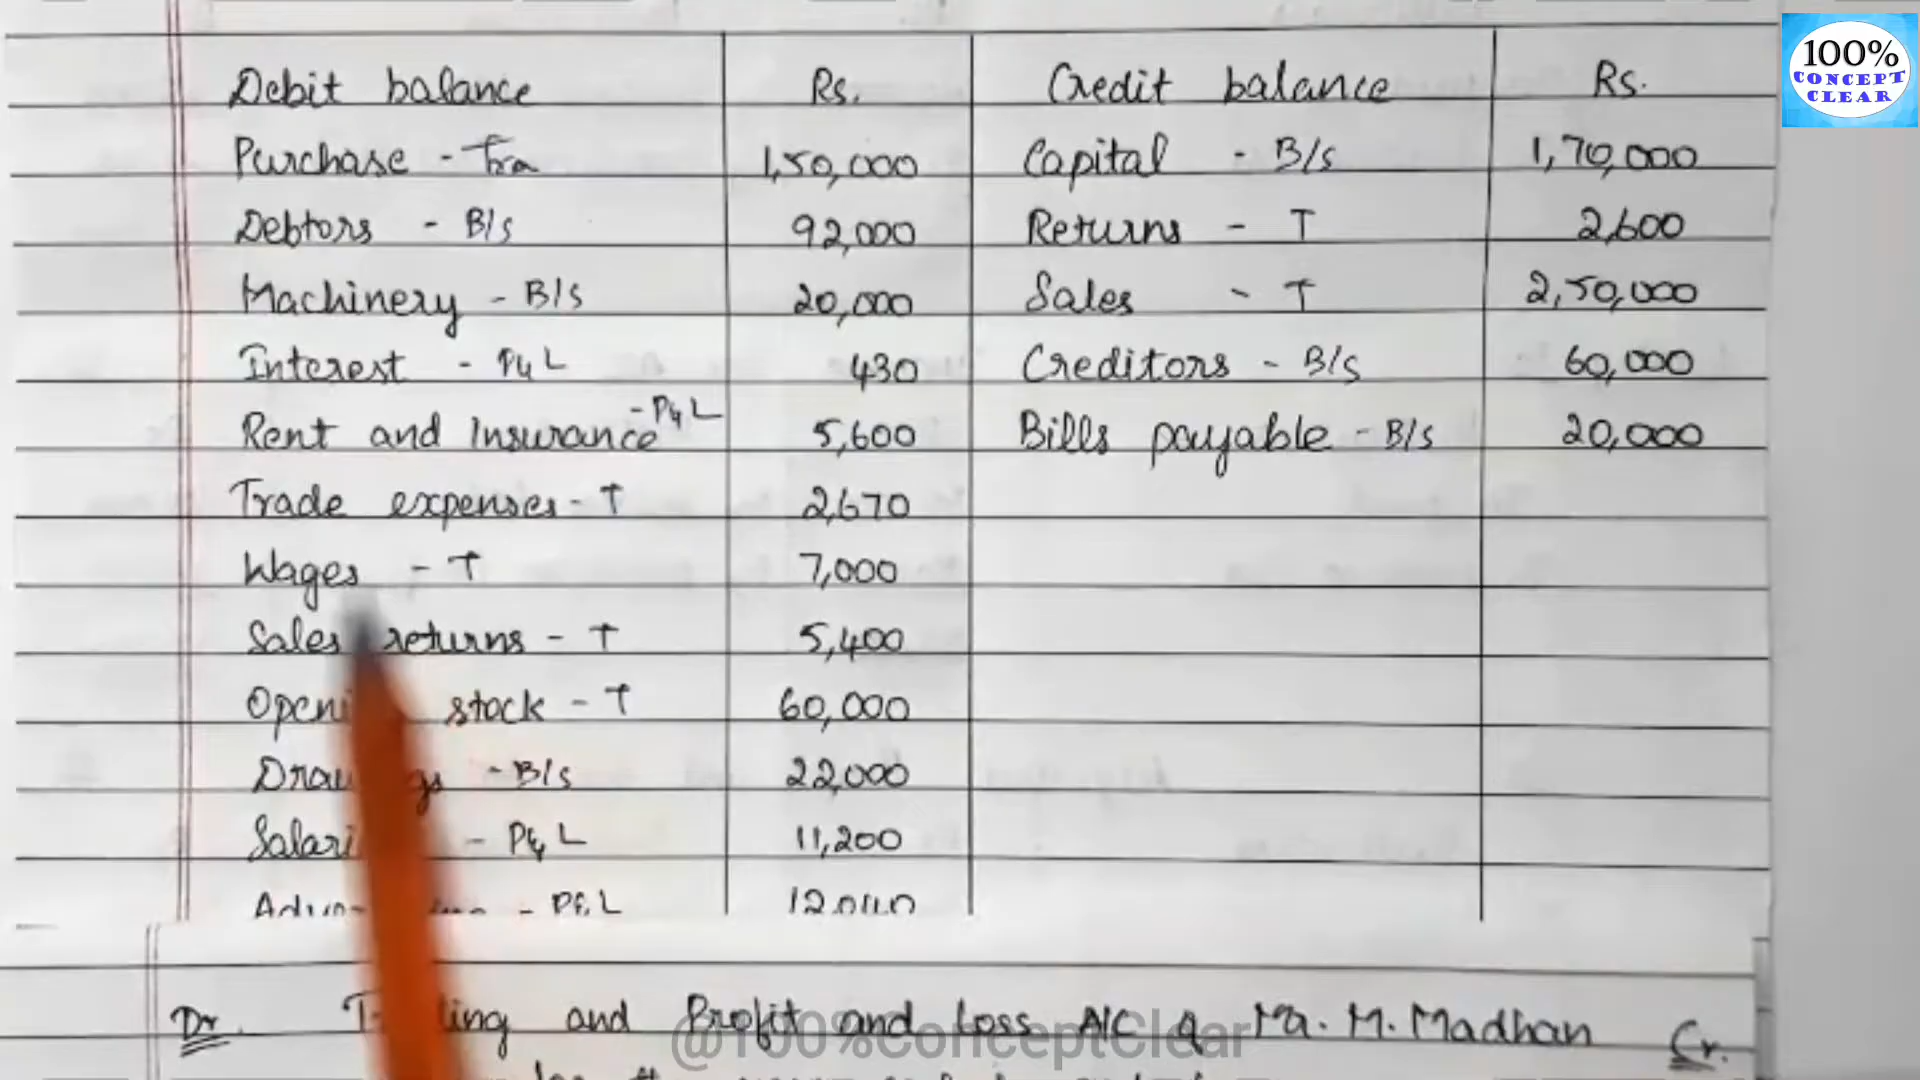 100%
CONCEPT
CLEAR
Debit balance Rs. Credit balance Rs.
Purchase - Tra 1,50,000 Capital - B/s 1,70,000
Debtors - B/s 92,000 Returns - T 2,600
Machinery - B/s 20,000 Sales - T 2,50,000
Interest - P&L 430 Creditors - B/s 60,000
Rent and Insurance - P&L 5,600 Bills payable - B/s 20,000
Trade expenses - T 2,670
Wages - T 7,000
Sales returns - T 5,400
stock - T 60,000
- B/s 22,000
- P&L 11,200
- P&L
Dr. and Profit and Loss A/C of Mr. M. Madhan Cr.
@100%ConceptClear